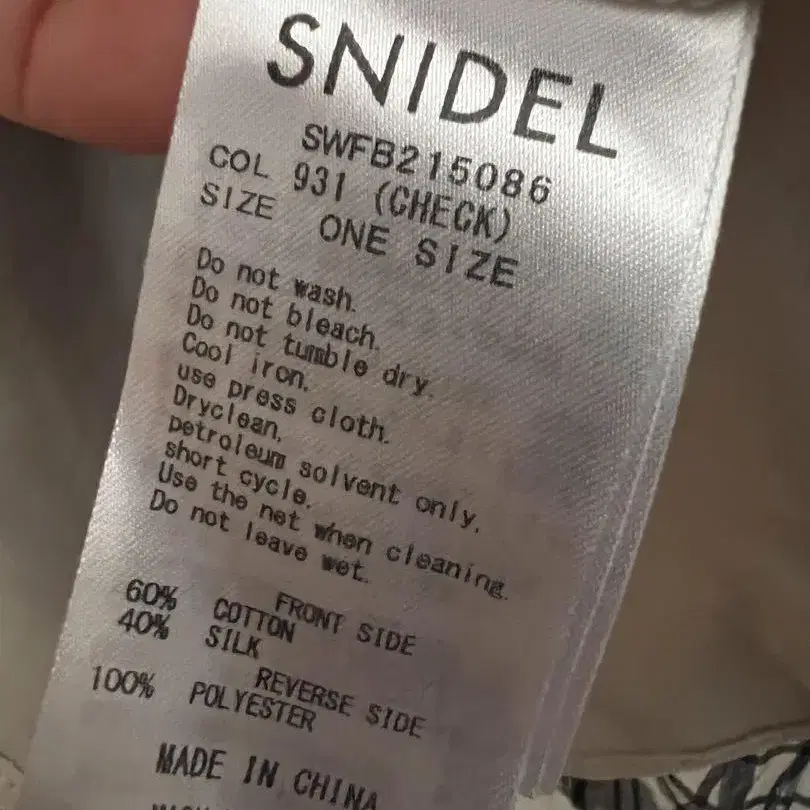 SNIDEL
SWFB215086
COL 931 (CHECK)
SIZE ONE SIZE
Do not wash.
Do not bleach.
Do not tumble dry.
Cool iron.
use press cloth.
Dryclean,
petroleum solvent only,
short cycle.
Use the net when cleaning.
Do not leave wet.
FRONT SIDE
60% COTTON
40% SILK
REVERSE SIDE
100% POLYESTER
MADE IN CHINA